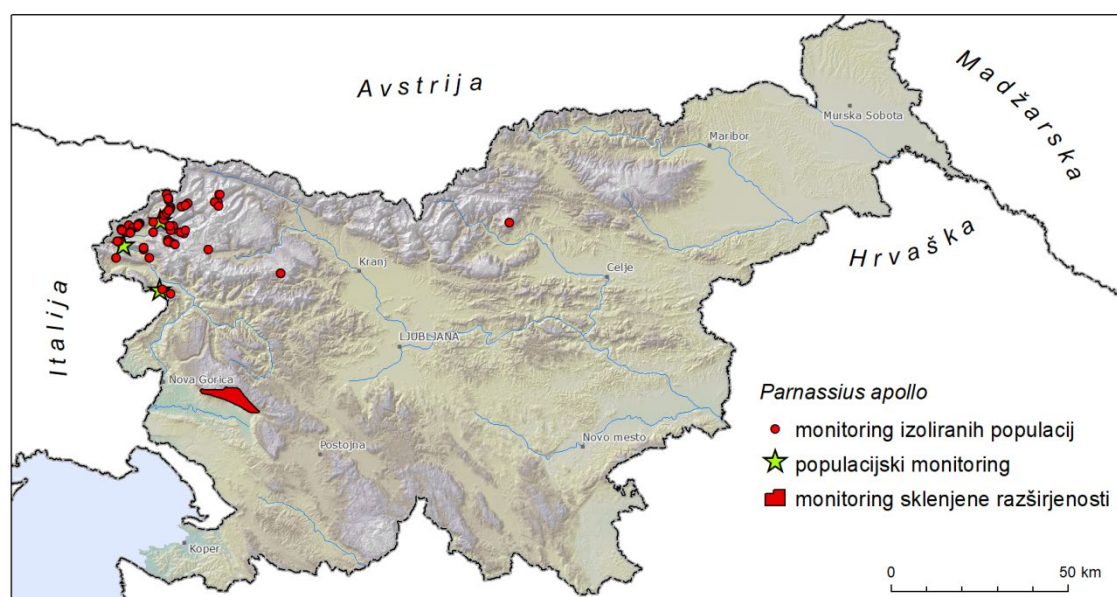 Avstrija
Madžarska
Murska Sobota
Maribor
Hrvaška
Kranj
Celje
Italija
LJUBLJANA
Nova Gorica
Parnassius apollo
monitoring izoliranih populacij
Novo mesto
Postojna
populacijski monitoring
monitoring sklenjene razširjenosti
Koper
0 50 km